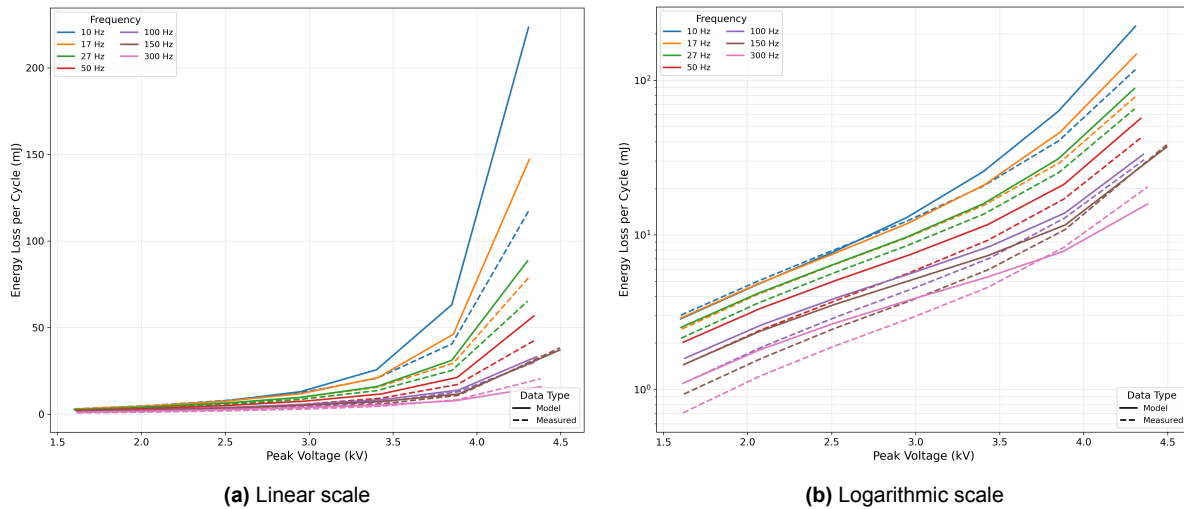 Frequency
10 Hz
17 Hz
27 Hz
50 Hz
100 Hz
150 Hz
300 Hz
Energy Loss per Cycle (mJ)
200
150
100
50
0
1.5 2.0 2.5 3.0 3.5 4.0 4.5
Peak Voltage (kV)
Data Type
Model
Measured
(a) Linear scale
Frequency
10 Hz
17 Hz
27 Hz
50 Hz
100 Hz
150 Hz
300 Hz
Energy Loss per Cycle (mJ)
10²
10¹
10⁰
1.5 2.0 2.5 3.0 3.5 4.0 4.5
Peak Voltage (kV)
Data Type
Model
Measured
(b) Logarithmic scale